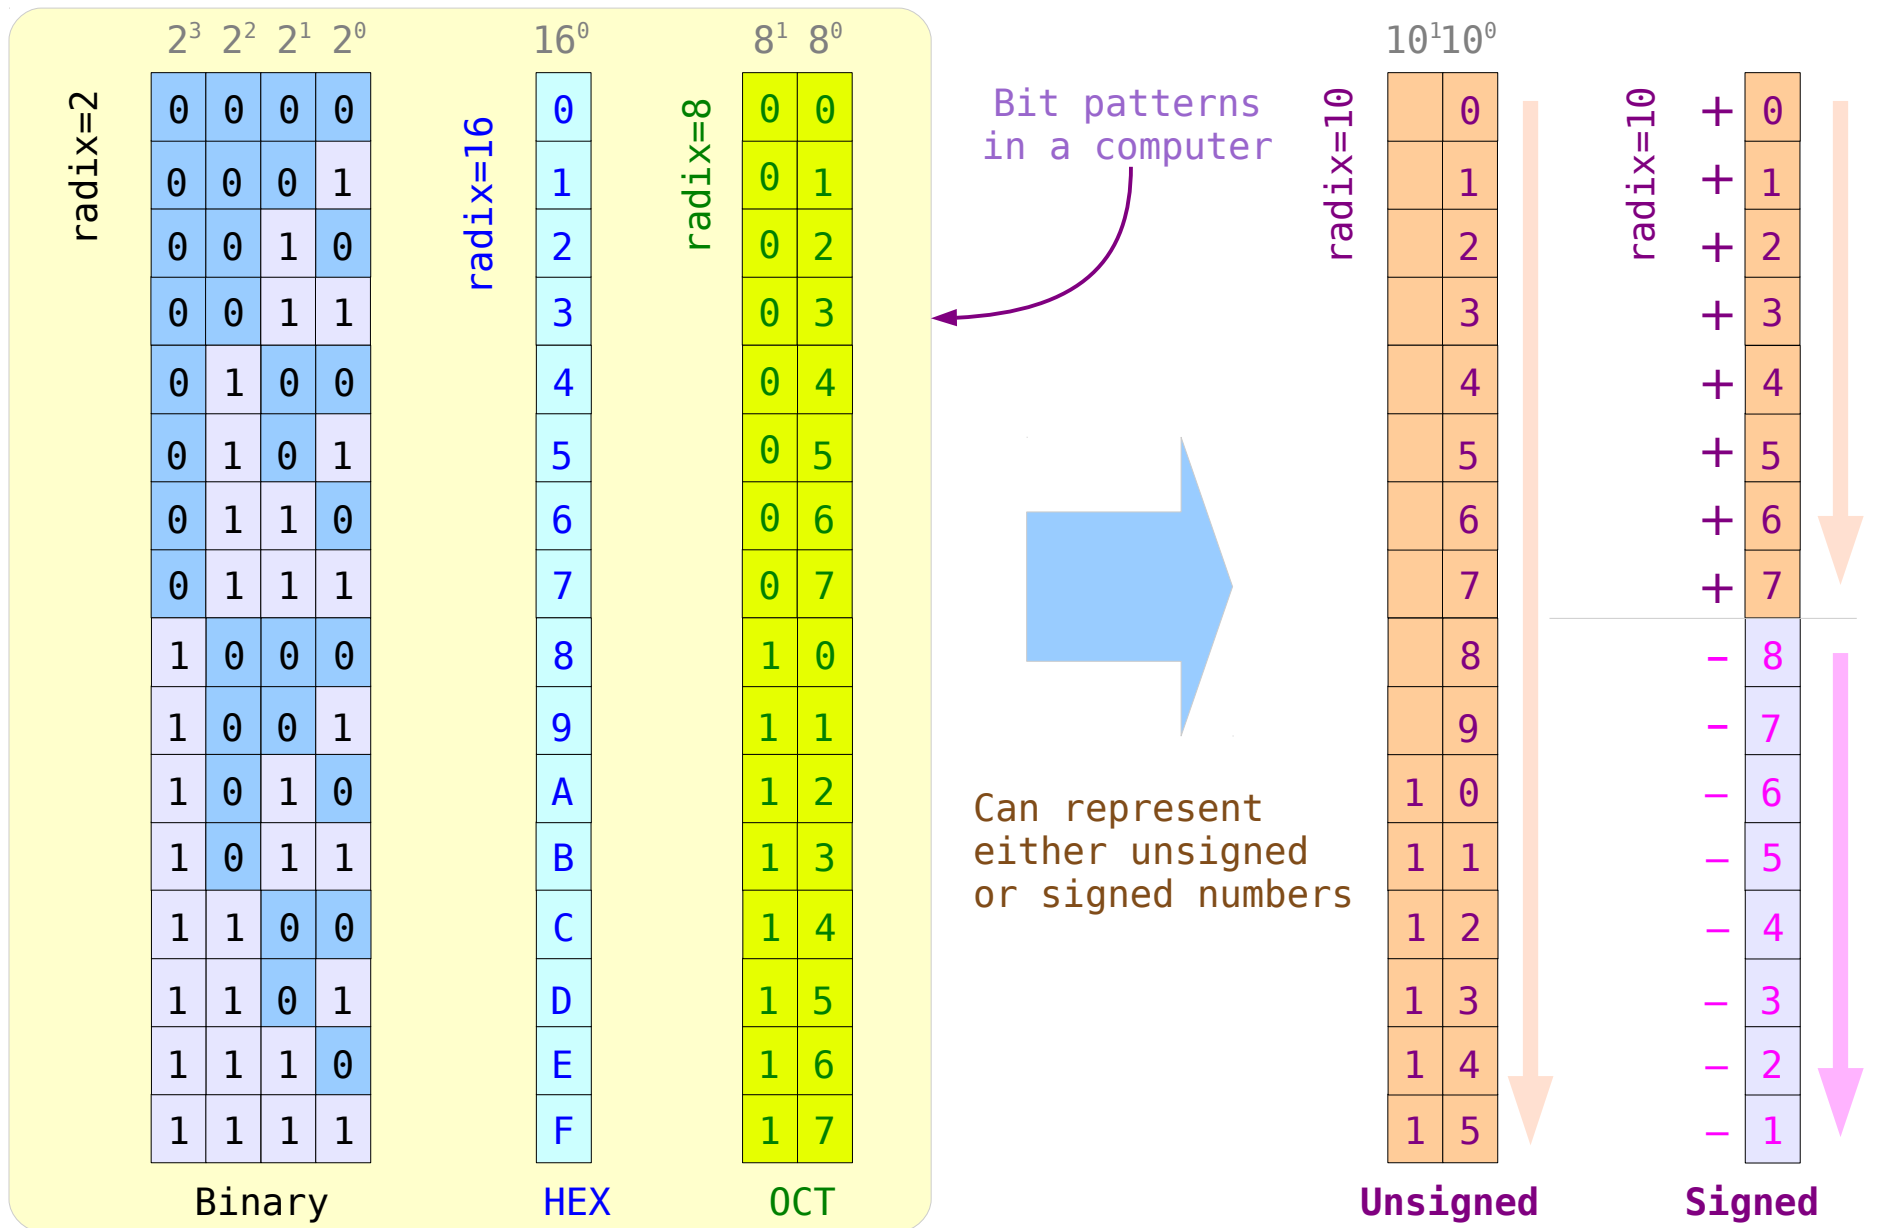 2³ 2² 2¹ 2⁰ 16⁰ 8¹ 8⁰ 10¹10⁰
radix=2
radix=16
radix=8
Bit patterns
in a computer
radix=10
radix=10
0 0 0 0 0 0 0 0 + 0
0 0 0 1 1 0 1 1 + 1
0 0 1 0 2 0 2 2 + 2
0 0 1 1 3 0 3 3 + 3
0 1 0 0 4 0 4 4 + 4
0 1 0 1 5 0 5 5 + 5
0 1 1 0 6 0 6 6 + 6
0 1 1 1 7 0 7 7 + 7
1 0 0 0 8 1 0 8 - 8
1 0 0 1 9 1 1 9 - 7
1 0 1 0 A 1 2 1 0 - 6
1 0 1 1 B 1 3 1 1 - 5
1 1 0 0 C 1 4 1 2 - 4
1 1 0 1 D 1 5 1 3 - 3
1 1 1 0 E 1 6 1 4 - 2
1 1 1 1 F 1 7 1 5 - 1
Can represent
either unsigned
or signed numbers
Binary HEX OCT Unsigned Signed